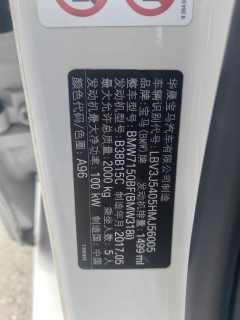 华晨宝马汽车有限公司制造
车辆识别代号: LBV3J8405HMJ56005
品牌: 宝马(BMW) 发动机排量: 1499 ml
整车型号: BMW7150BF(BMW318i)
发动机型号: B38B15C 制造年月: 2017.05
最大允许总质量: 2000 kg 乘坐人数: 5 人
发动机最大净功率: 100 kW 制造国: 中国
颜色代码/色厘: A96